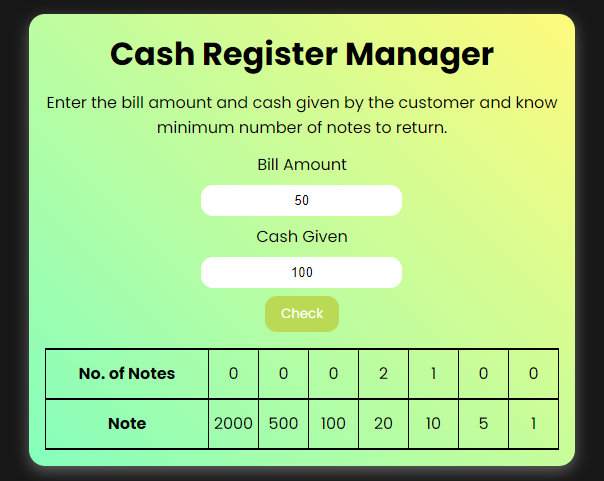 Cash Register Manager
Enter the bill amount and cash given by the customer and know
minimum number of notes to return.
Bill Amount
50
Cash Given
100
Check
No. of Notes 0 0 0 2 1 0 0
Note 2000 500 100 20 10 5 1